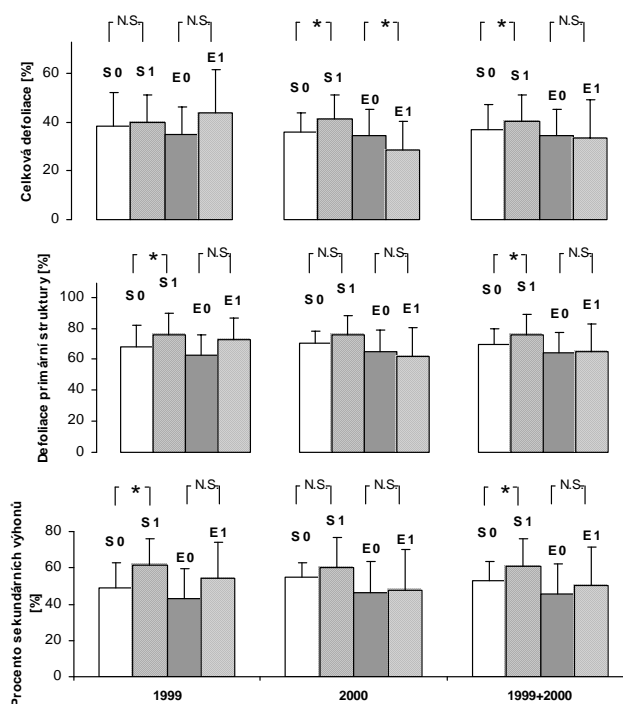 N.S. N.S. * * * N.S.
Celková defoliace [%]
60
40
20
0
S0 S1 E0 E1
S0 S1 E0 E1
S0 S1 E0 E1
* N.S. N.S. N.S. * N.S.
Defoliace primární struktury [%]
100
80
60
40
20
0
S0 S1 E0 E1
S0 S1 E0 E1
S0 S1 E0 E1
* N.S. N.S. N.S. * N.S.
Procento sekundárních výhonů
[%]
80
60
40
20
0
S0 S1 E0 E1
S0 S1 E0 E1
S0 S1 E0 E1
1999 2000 1999+2000